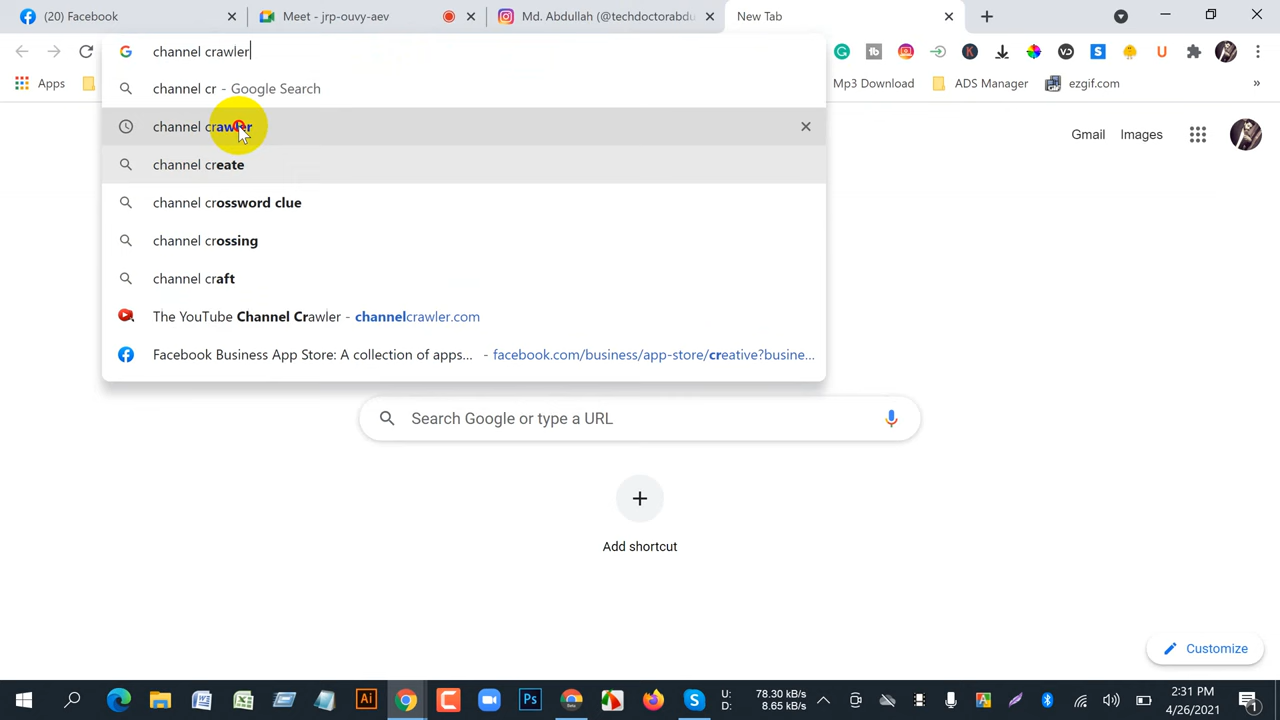 (20) Facebook
Meet - jrp-ouvy-aev
Md. Abdullah (@techdoctorabdu
New Tab
channel crawler
Apps
Mp3 Download
ADS Manager
ezgif.com
»
channel cr - Google Search
channel crawler
channel create
channel crossword clue
channel crossing
channel craft
The YouTube Channel Crawler - channelcrawler.com
Facebook Business App Store: A collection of apps... - facebook.com/business/app-store/creative?busine...
Gmail
Images
Search Google or type a URL
Add shortcut
Customize
U: 78.30 kB/s
D: 8.65 kB/s
2:31 PM
4/26/2021